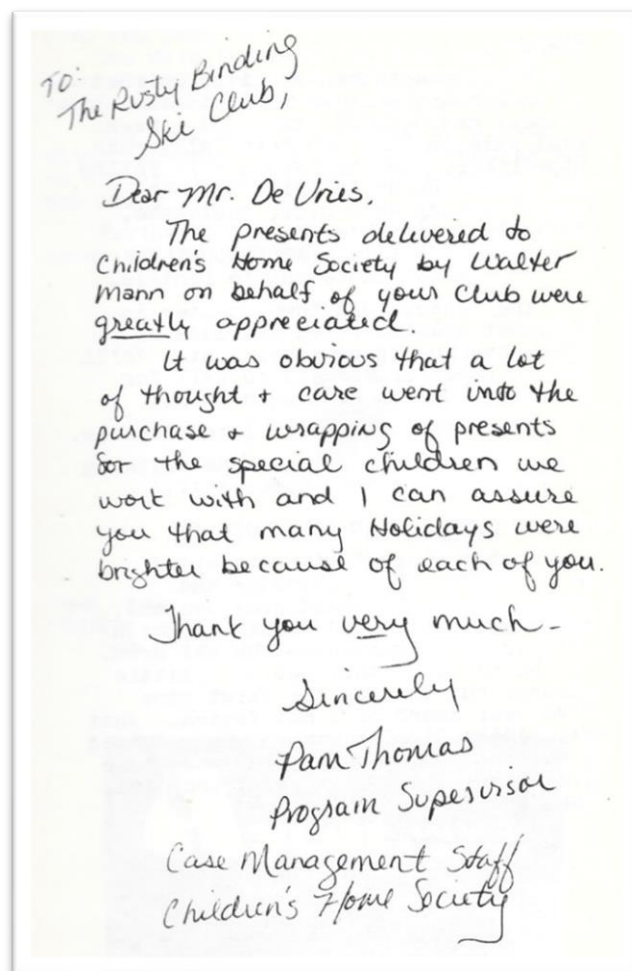 TO:
The Rusty Binding
Ski Club,
Dear Mr. De Vries,
The presents delivered to
Children's Home Society by Walter
Mann on behalf of your Club were
greatly appreciated.
It was obvious that a lot
of thought + care went into the
purchase + wrapping of presents
for the special children we
work with and I can assure
you that many Holidays were
brighter because of each of you.
Thank you very much -
Sincerely
Pam Thomas
Program Supervisor
Case Management Staff
Children's Home Society